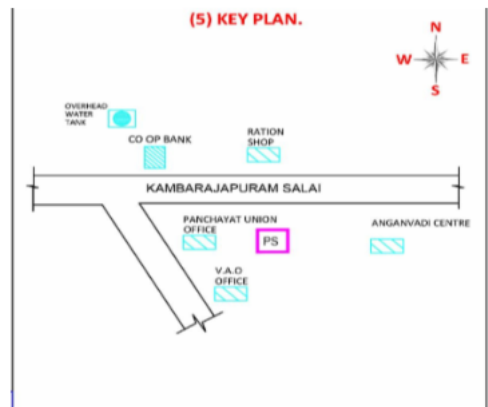 (5) KEY PLAN.
N
W E
S
OVERHEAD
WATER
TANK
CO OP BANK
RATION
SHOP
KAMBARAJAPURAM SALAI
PANCHAYAT UNION
OFFICE
PS
ANGANVADI CENTRE
V.A.O
OFFICE